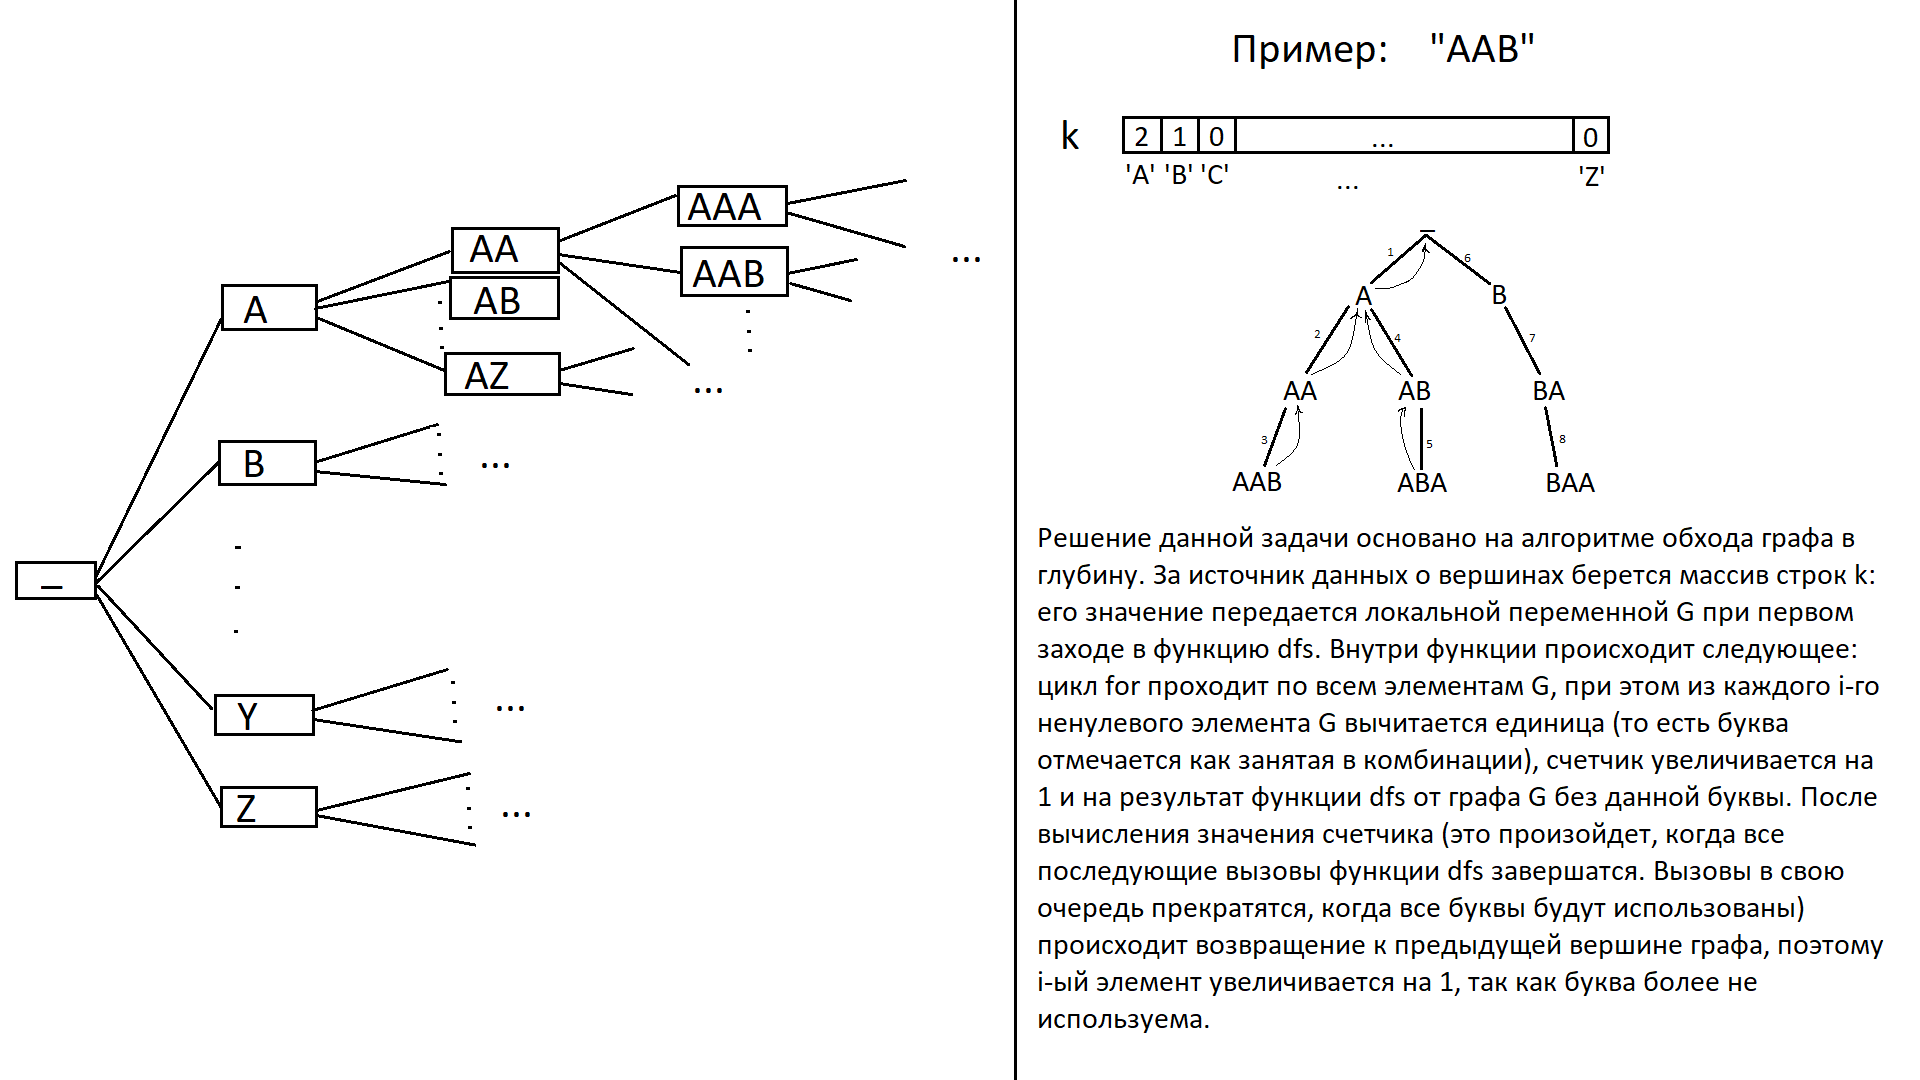 _
A
B
Y
Z
AA
AB
AZ
AAA
AAB
...
...
...
...
...
Пример: "AAB"
k 2 1 0 ... 0
'A' 'B' 'C' ... 'Z'
_
1 6
A B
2 4 7
AA AB BA
3 5 8
AAB ABA BAA
Решение данной задачи основано на алгоритме обхода графа в
глубину. За источник данных о вершинах берется массив строк k:
его значение передается локальной переменной G при первом
заходе в функцию dfs. Внутри функции происходит следующее:
цикл for проходит по всем элементам G, при этом из каждого i-го
ненулевого элемента G вычитается единица (то есть буква
отмечается как занятая в комбинации), счетчик увеличивается на
1 и на результат функции dfs от графа G без данной буквы. После
вычисления значения счетчика (это произойдет, когда все
последующие вызовы функции dfs завершатся. Вызовы в свою
очередь прекратятся, когда все буквы будут использованы)
происходит возвращение к предыдущей вершине графа, поэтому
i-ый элемент увеличивается на 1, так как буква более не
используема.